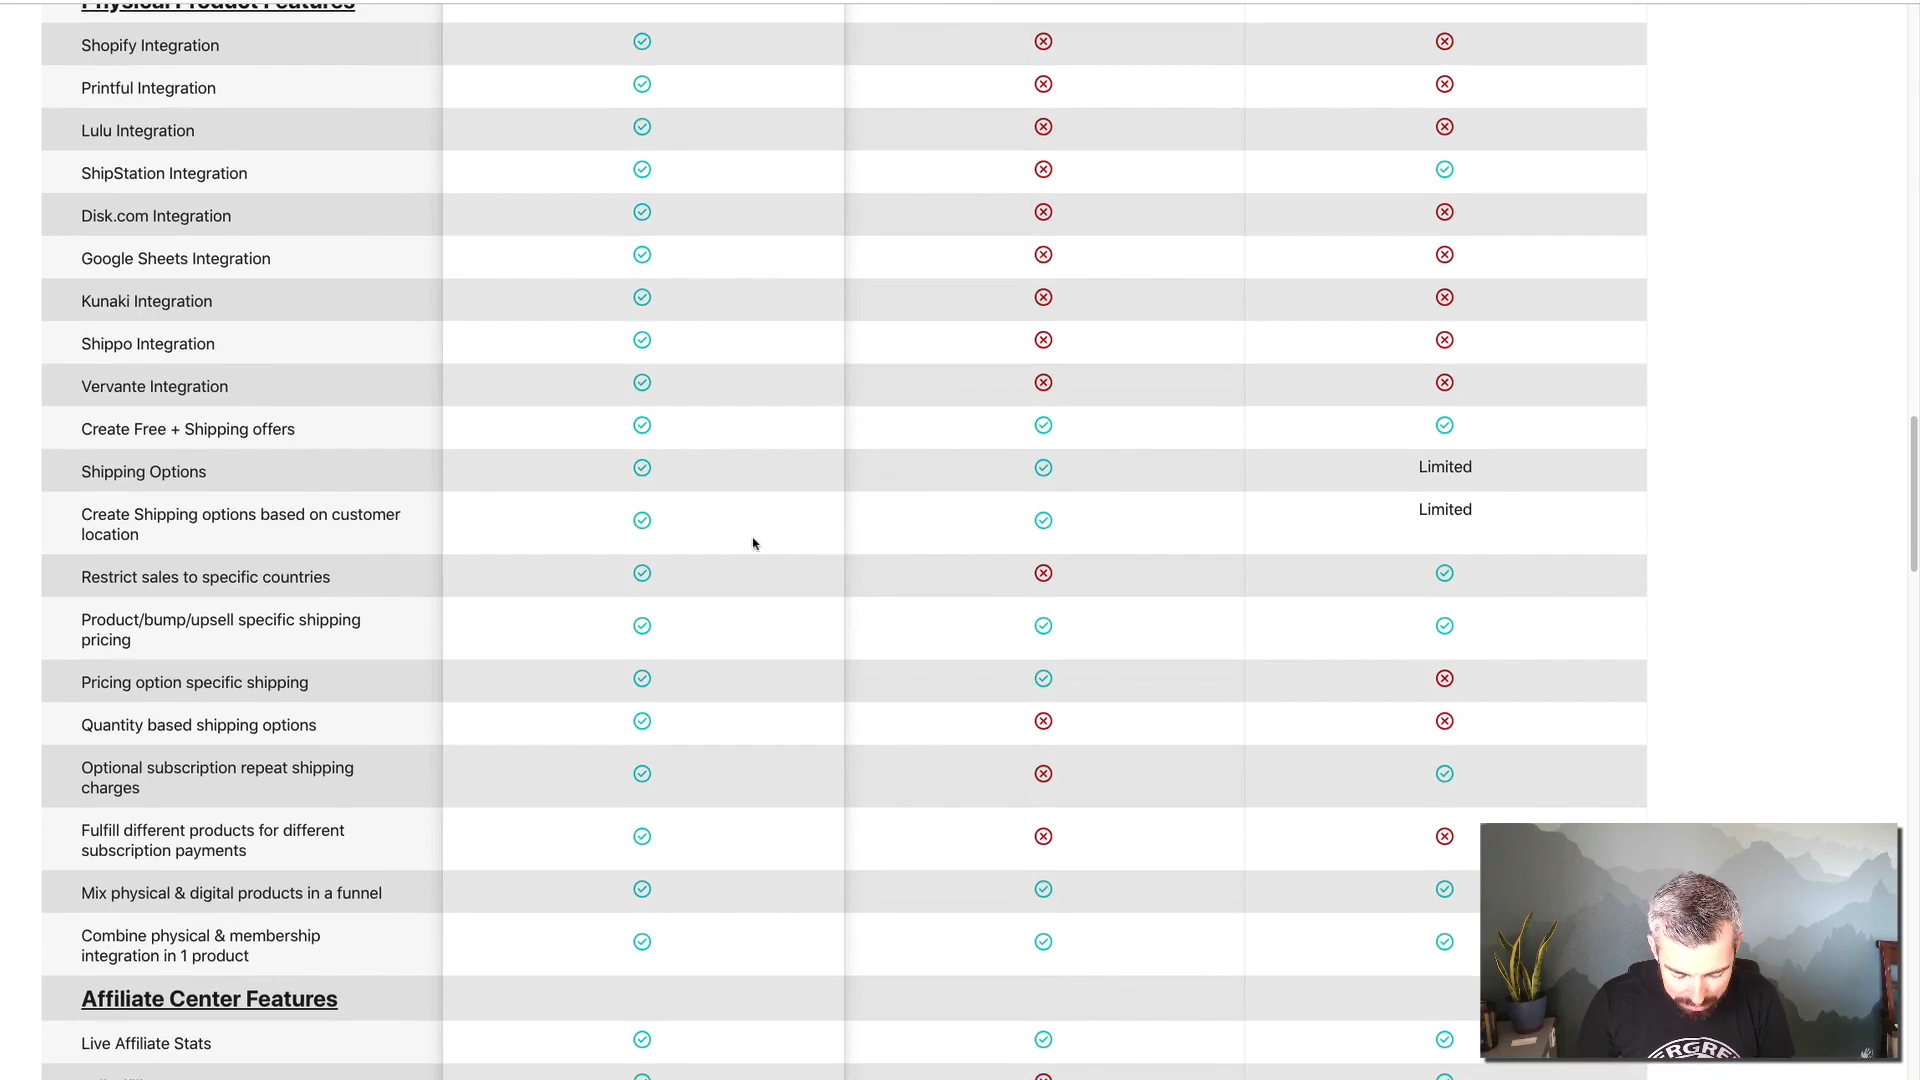 Physical Product Features
Shopify Integration
Printful Integration
Lulu Integration
ShipStation Integration
Disk.com Integration
Google Sheets Integration
Kunaki Integration
Shippo Integration
Vervante Integration
Create Free + Shipping offers
Shipping Options
Limited
Create Shipping options based on customer
location
Limited
Restrict sales to specific countries
Product/bump/upsell specific shipping
pricing
Pricing option specific shipping
Quantity based shipping options
Optional subscription repeat shipping
charges
Fulfill different products for different
subscription payments
Mix physical & digital products in a funnel
Combine physical & membership
integration in 1 product
Affiliate Center Features
Live Affiliate Stats